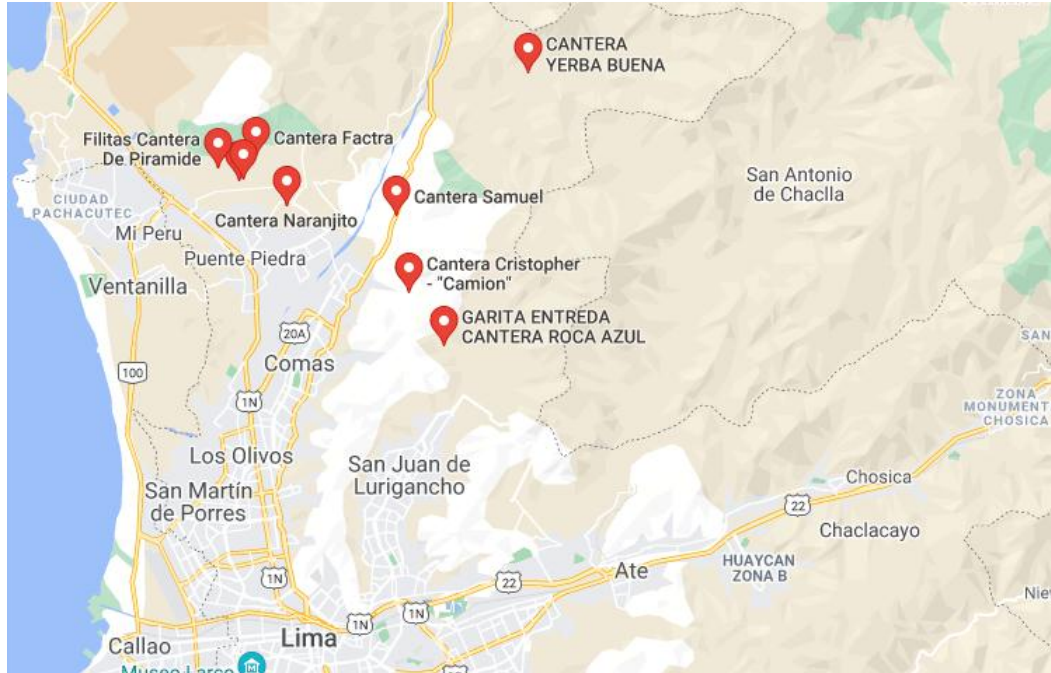 CANTERA
YERBA BUENA
Filitas Cantera
De Piramide
Cantera Factra
San Antonio
de Chaclla
CIUDAD
PACHACUTEC
Cantera Samuel
Cantera Naranjito
Mi Peru
Puente Piedra
Cantera Cristopher
- "Camion"
Ventanilla
GARITA ENTREDA
CANTERA ROCA AZUL
20A
SAN
Comas
100
ZONA
MONUMENT
CHOSICA
1N
Los Olivos
San Juan de
Lurigancho
Chosica
San Martín
de Porres
22
Chaclacayo
HUAYCAN
ZONA B
Ate
1N
22
Nie
1N
Lima
Callao
Museo Larco